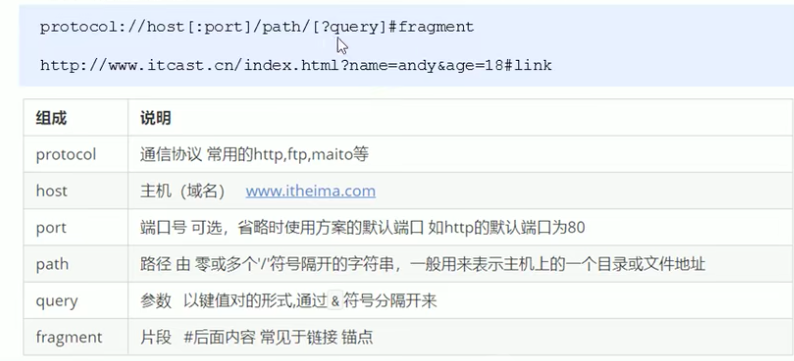 protocol://host[:port]/path/[?query]#fragment
http://www.itcast.cn/index.html?name=andy&age=18#link
组成 说明
protocol 通信协议 常用的http,ftp,maito等
host 主机（域名） www.itheima.com
port 端口号 可选，省略时使用方案的默认端口 如http的默认端口为80
path 路径 由 零或多个'/'符号隔开的字符串，一般用来表示主机上的一个目录或文件地址
query 参数 以键值对的形式,通过 & 符号分隔开来
fragment 片段 #后面内容 常见于链接 锚点